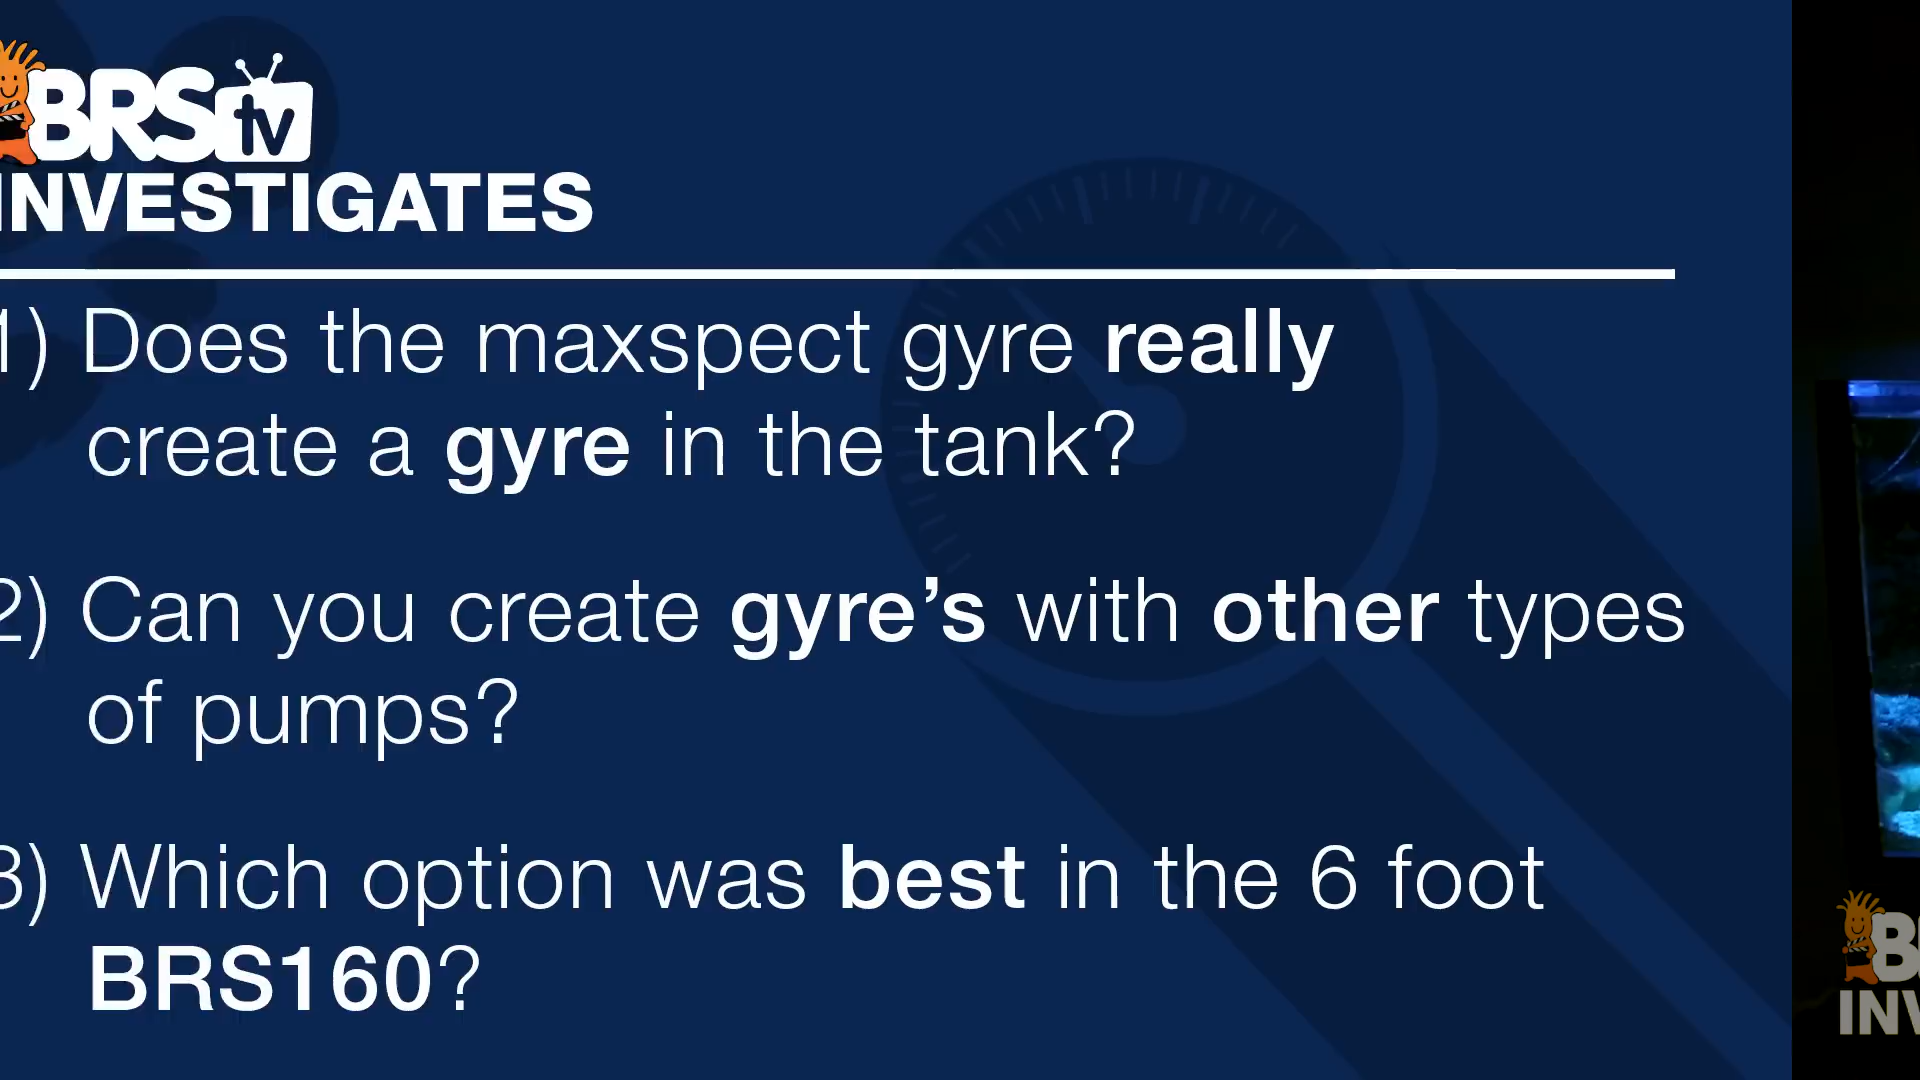 BRStv
INVESTIGATES
1) Does the maxspect gyre really
create a gyre in the tank?
2) Can you create gyre’s with other types
of pumps?
3) Which option was best in the 6 foot
BRS160?